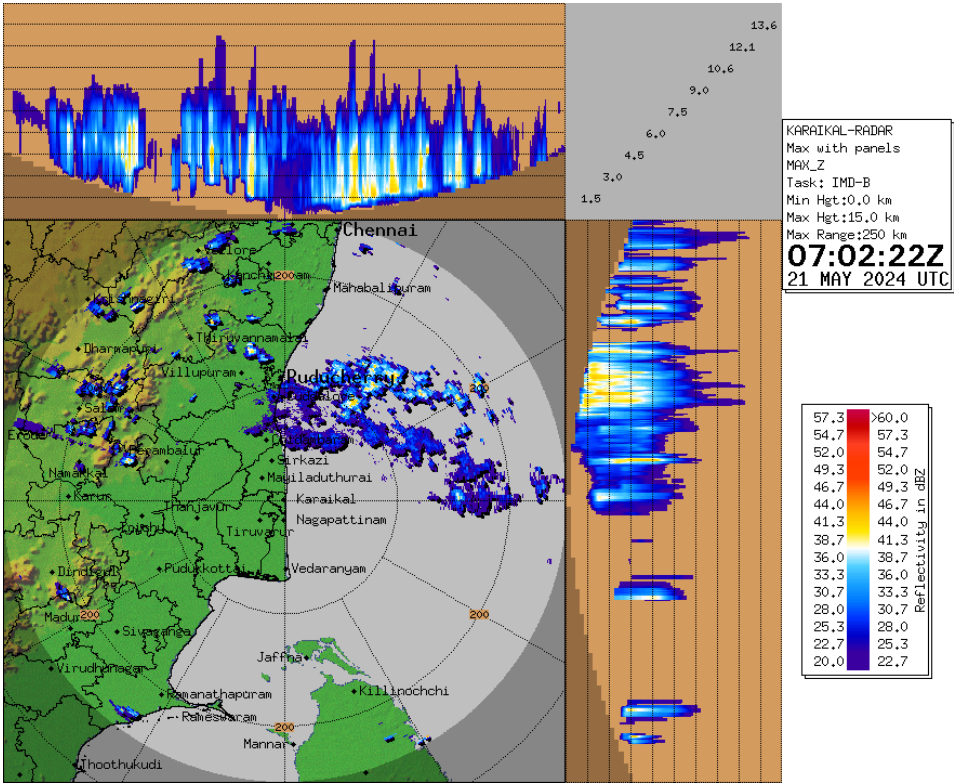 13.6
12.1
10.6
9.0
7.5
6.0
4.5
3.0
1.5
KARAIKAL-RADAR
Max with panels
MAX_Z
Task: IMD-B
Min Hgt:0.0 km
Max Hgt:15.0 km
Max Range:250 km
07:02:22Z
21 MAY 2024 UTC
Chennai
200
Mahabalipuram
Krishnagiri
Thiruvannamalai
Dharmapuri
Villupuram
Puducherry
200
Cuddalore
Salem
Erode
Chidambaram
Perambalur
Sirkazi
Namakkal
Mayiladuthurai
Karur
Karaikal
Thanjavur
Nagapattinam
Trichy
Tiruvarur
Dindigul
Pudukkottai
Vedaranyam
200
200
Sivaganga
Jaffna
Virudhunagar
Killinochchi
Ramanathapuram
Rameswaram
200
Mannar
Thoothukudi
57.3 >60.0
54.7 57.3
52.0 54.7
49.3 52.0
46.7 49.3
44.0 46.7
41.3 44.0
38.7 41.3
36.0 38.7
33.3 36.0
30.7 33.3
28.0 30.7
25.3 28.0
22.7 25.3
20.0 22.7
Reflectivity in dBZ